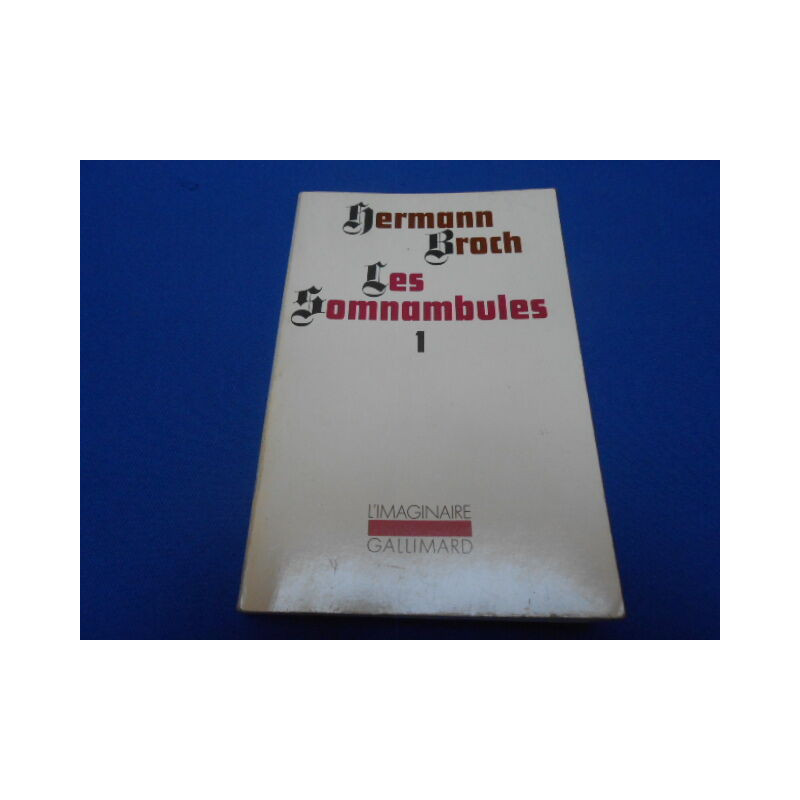 Hermann
Broch
Les
Somnambules
1
L'IMAGINAIRE
GALLIMARD